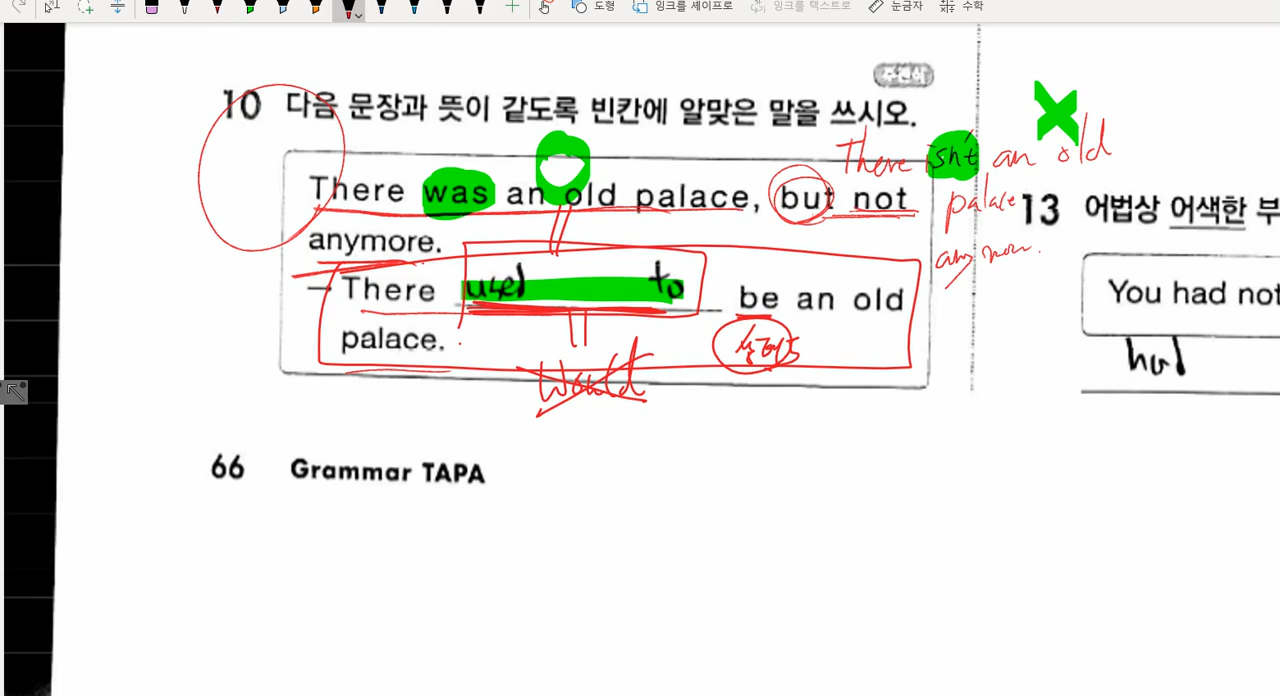 도형
잉크를 셰이프로
잉크를 텍스트로
눈금자
수학
주관식
10 다음 문장과 뜻이 같도록 빈칸에 알맞은 말을 쓰시오.
There was an old palace, but not
anymore.
→ There used to be an old
palace.
would
There isn't an old
palace
13 어법상 어색한 부
You had not
had
66 Grammar TAPA